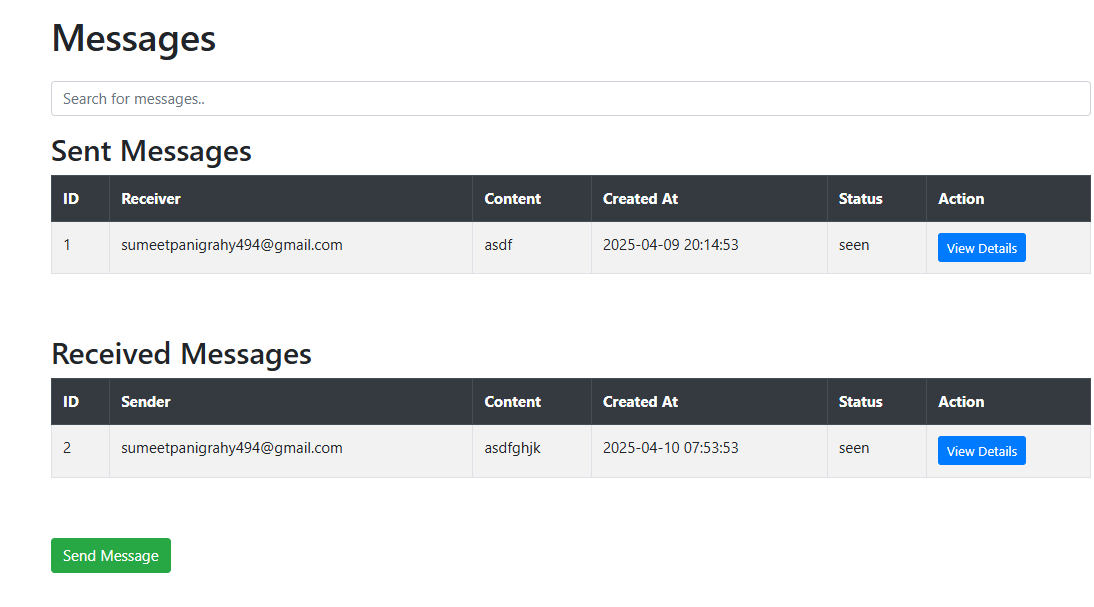 Messages
Search for messages..
Sent Messages
ID Receiver Content Created At Status Action
1 sumeetpanigrahy494@gmail.com asdf 2025-04-09 20:14:53 seen View Details
Received Messages
ID Sender Content Created At Status Action
2 sumeetpanigrahy494@gmail.com asdfghjk 2025-04-10 07:53:53 seen View Details
Send Message